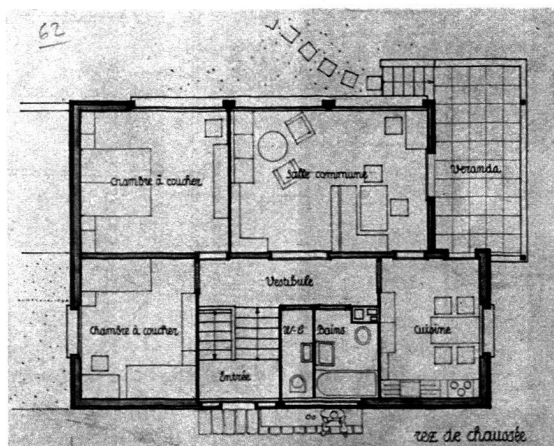 62
Chambre à coucher
Salle commune
Veranda
Vestibule
Chambre à coucher
W-C
Bains
Cuisine
Entrée
rez de chaussée